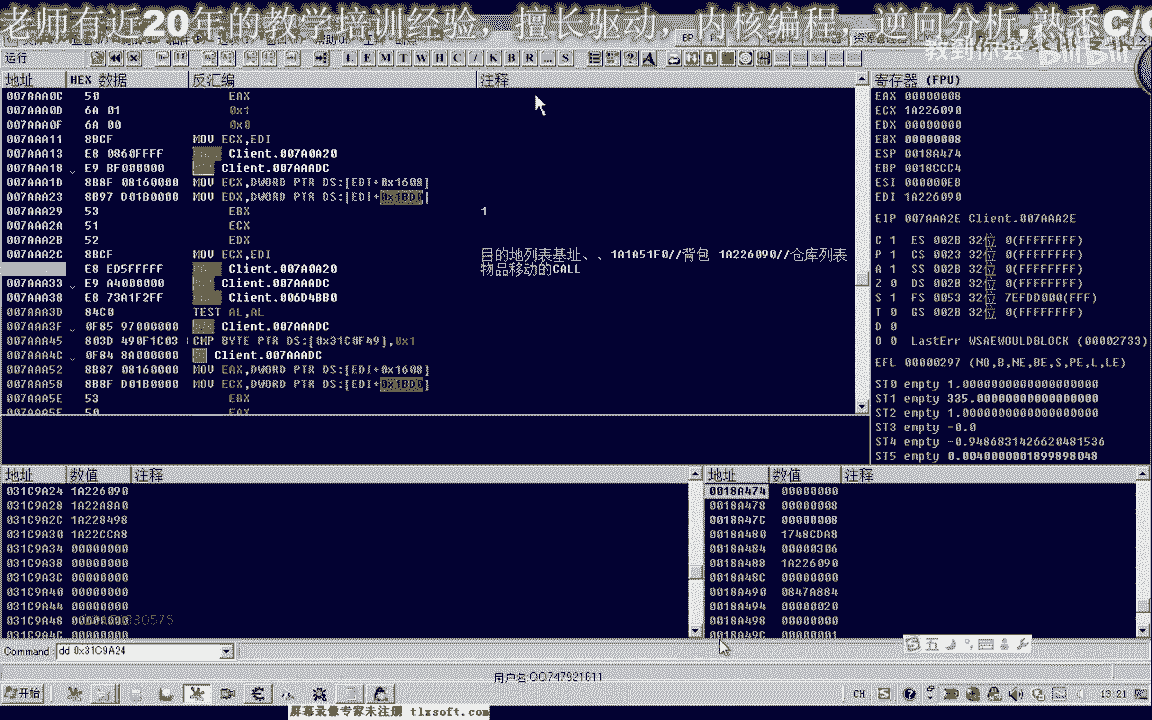 老师有近20年的教学培训经验，擅长驱动，内核编程，逆向分析,熟悉C/C
运行 L E M T W H C / K B R ... S
地址 HEX 数据 反汇编 注释
007AAA0C 50 EAX
007AAA0D 6A 01 0x1
007AAA0F 6A 00 0x0
007AAA11 8BCF MOV ECX,EDI
007AAA13 E8 0860FFFF Client.007A0A20
007AAA18 E9 BF000000 Client.007AAADC
007AAA1D 8B8F 08160000 MOV ECX,DWORD PTR DS:[EDI+0x1608]
007AAA23 8B97 D01B0000 MOV EDX,DWORD PTR DS:[EDI+0x1BD0]
007AAA29 53 EBX 1
007AAA2A 51 ECX
007AAA2B 52 EDX
007AAA2C 8BCF MOV ECX,EDI 目的地列表基址、、1A1A51F0//背包 1A226090//仓库列表
E8 ED5FFFFF Client.007A0A20 物品移动的CALL
007AAA33 E9 A4000000 Client.007AAADC
007AAA38 E8 73A1F2FF Client.006D4BB0
007AAA3D 84C0 TEST AL,AL
007AAA3F 0F85 97000000 Client.007AAADC
007AAA45 803D 490F1C03 CMP BYTE PTR DS:[0x31C0F49],0x1
007AAA4C 0F84 8A000000 Client.007AAADC
007AAA52 8B87 08160000 MOV EAX,DWORD PTR DS:[EDI+0x1608]
007AAA58 8B8F D01B0000 MOV ECX,DWORD PTR DS:[EDI+0x1BD0]
007AAA5E 53 EBX
007AAA5F 50 EAX
寄存器 (FPU)
EAX 00000008
ECX 1A226090
EDX 00000000
EBX 00000008
ESP 0018A474
EBP 0018CCC4
ESI 000000EB
EDI 1A226090
EIP 007AAA2E Client.007AAA2E
C 1 ES 002B 32位 0(FFFFFFFF)
P 1 CS 0023 32位 0(FFFFFFFF)
A 1 SS 002B 32位 0(FFFFFFFF)
Z 0 DS 002B 32位 0(FFFFFFFF)
S 1 FS 0053 32位 7EFDD000(FFF)
T 0 GS 002B 32位 0(FFFFFFFF)
D 0
O 0 LastErr WSAEWOULDBLOCK (00002733)
EFL 00000297 (NO,B,NE,BE,S,PE,L,LE)
ST0 empty 1.0000000000000000000
ST1 empty 335.00000000000000000
ST2 empty 1.0000000000000000000
ST3 empty -0.0
ST4 empty -0.9486831426620481536
ST5 empty 0.0040000001899898048
地址 数值 注释
031C9A24 1A226090
031C9A28 1A22A8A0
031C9A2C 1A228498
031C9A30 1A22CCA8
031C9A34 00000000
031C9A38 00000000
031C9A3C 00000000
031C9A40 00000000
031C9A44 00000000
031C9A48 00000000
031C9A4C 00000000
地址 数值 注释
0018A474 00000000
0018A478 00000008
0018A47C 00000008
0018A480 1748CDA8
0018A484 00000306
0018A488 1A226090
0018A48C 00000000
0018A490 0847A884
0018A494 00000020
0018A498 00000000
0018A49C 00000001
Command: dd 0x31C9A24
用户名:QQ747921611
开始 CH 13:21
屏幕录像专家未注册 tlxsoft.com